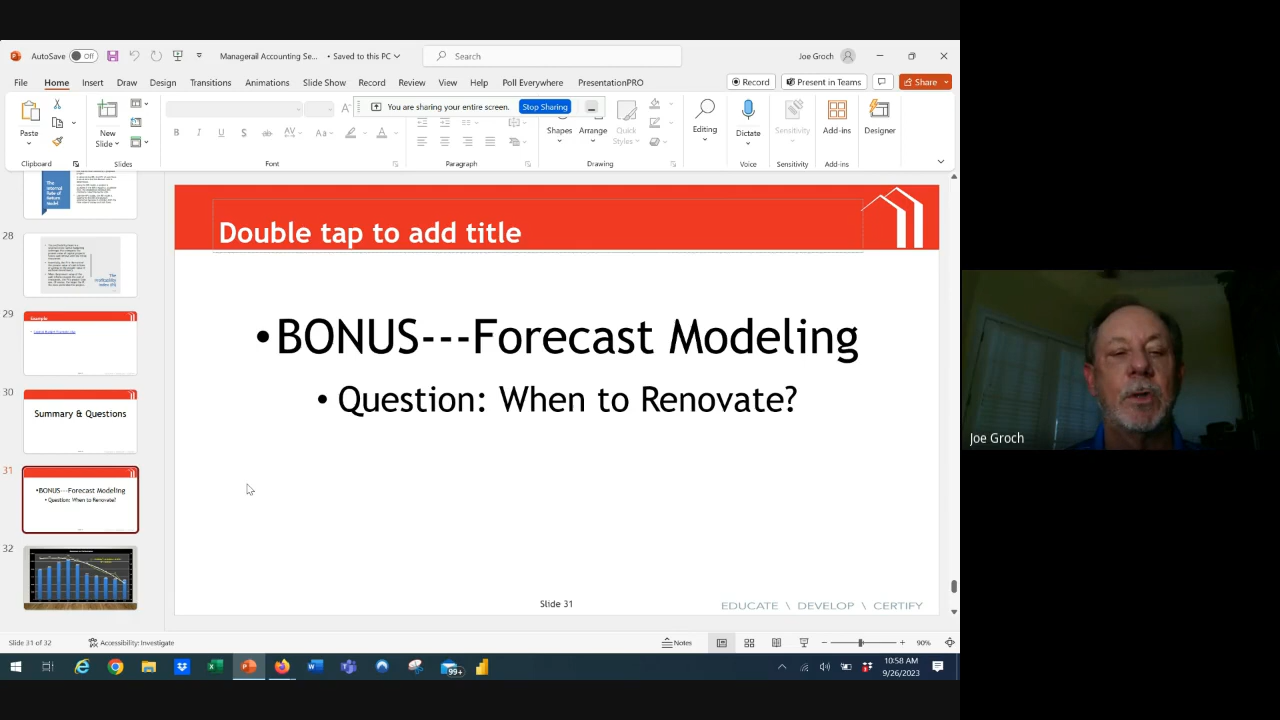 AutoSave Off Managerail Accounting Se... • Saved to this PC Search Joe Groch
File Home Insert Draw Design Transitions Animations Slide Show Record Review View Help Poll Everywhere PresentationPRO Record Present in Teams Share
You are sharing your entire screen. Stop Sharing
Paste New Slide Shapes Arrange Quick Styles Editing Dictate Sensitivity Add-ins Designer
Clipboard Slides Font Paragraph Drawing Voice Sensitivity Add-ins
28
29
Example
30
Summary & Questions
31
•BONUS---Forecast Modeling
• Question: When to Renovate?
32
Double tap to add title
•BONUS---Forecast Modeling
• Question: When to Renovate?
Slide 31
EDUCATE \ DEVELOP \ CERTIFY
Joe Groch
Slide 31 of 32 Accessibility: Investigate Notes 90%
99+
10:58 AM
9/26/2023